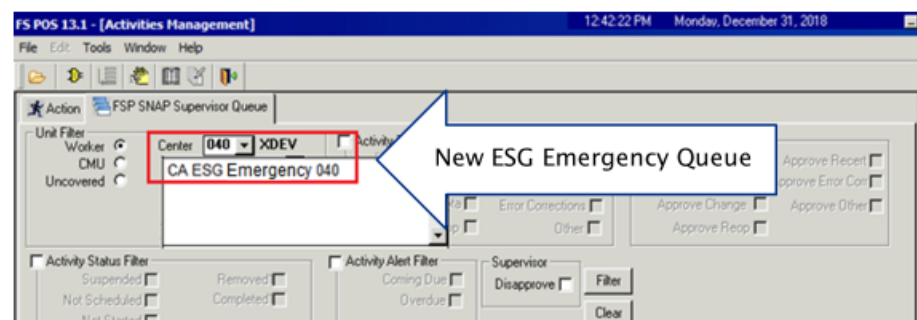 FS POS 13.1 - [Activities Management] 12:42:22 PM Monday, December 31, 2018
File Edit Tools Window Help
Action FSP SNAP Supervisor Queue
Unit Filter
Worker Center 040 XDEV Activity
CMU CA ESG Emergency 040
Uncovered
New ESG Emergency Queue
Approve Recert
Approve Error Corr
Error Corrections Approve Change Approve Other
Other Approve Reop
Activity Status Filter Activity Alert Filter Supervisor
Suspended Removed Coming Due Disapprove Filter
Not Scheduled Completed Overdue
Not Started Clear